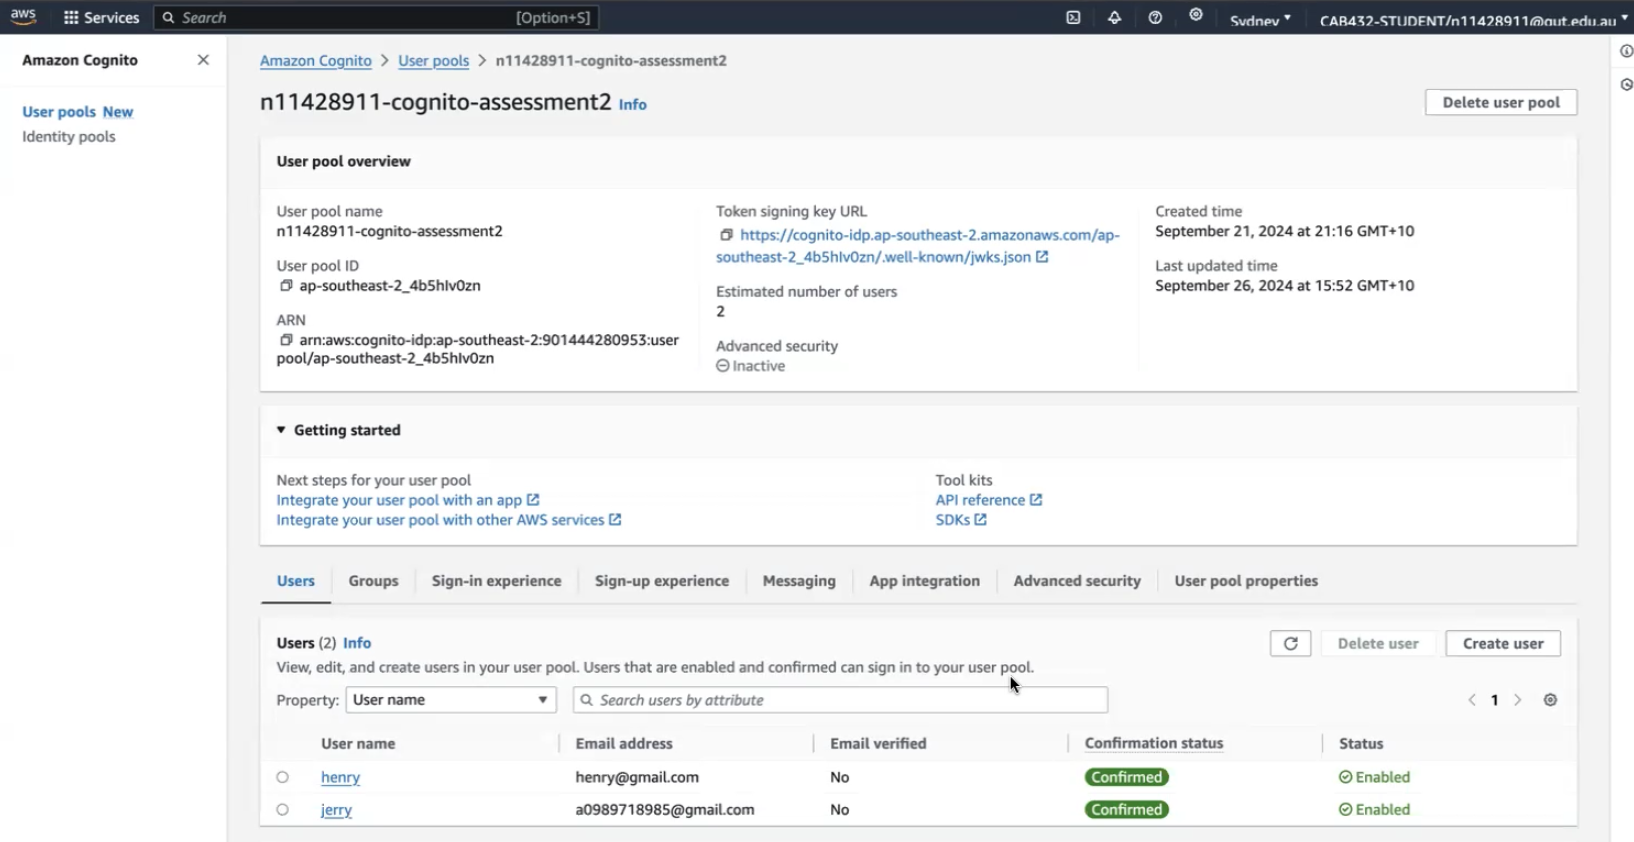 aws Services Search [Option+S] Sydney CAB432-STUDENT/n11428911@qut.edu.au
Amazon Cognito
User pools New
Identity pools
Amazon Cognito > User pools > n11428911-cognito-assessment2
n11428911-cognito-assessment2 Info Delete user pool
User pool overview
User pool name
n11428911-cognito-assessment2
User pool ID
ap-southeast-2_4b5hIv0zn
ARN
arn:aws:cognito-idp:ap-southeast-2:901444280953:user
pool/ap-southeast-2_4b5hIv0zn
Token signing key URL
https://cognito-idp.ap-southeast-2.amazonaws.com/ap-
southeast-2_4b5hIv0zn/.well-known/jwks.json
Estimated number of users
2
Advanced security
Inactive
Created time
September 21, 2024 at 21:16 GMT+10
Last updated time
September 26, 2024 at 15:52 GMT+10
Getting started
Next steps for your user pool
Integrate your user pool with an app
Integrate your user pool with other AWS services
Tool kits
API reference
SDKs
Users Groups Sign-in experience Sign-up experience Messaging App integration Advanced security User pool properties
Users (2) Info Delete user Create user
View, edit, and create users in your user pool. Users that are enabled and confirmed can sign in to your user pool.
Property: User name Search users by attribute < 1 >
User name Email address Email verified Confirmation status Status
henry henry@gmail.com No Confirmed Enabled
jerry a0989718985@gmail.com No Confirmed Enabled